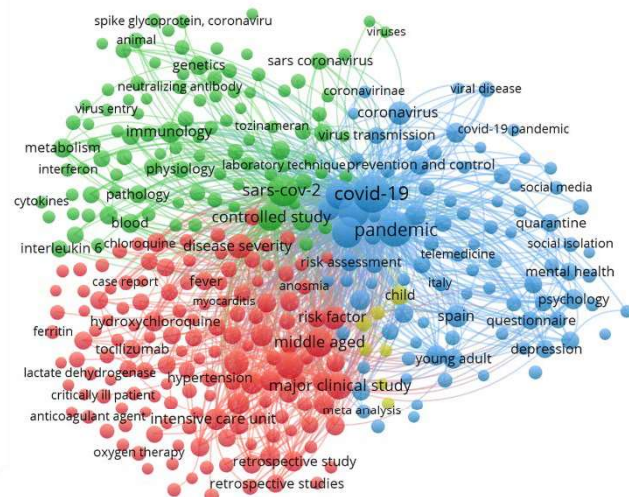 spike glycoprotein, coronaviru
animal
viruses
genetics
sars coronavirus
neutralizing antibody
coronavirinae
viral disease
virus entry
coronavirus
immunology
tozinameran
virus transmission
covid-19 pandemic
metabolism
interferon
physiology
laboratory technique
prevention and control
cytokines
pathology
sars-cov-2
covid-19
social media
blood
controlled study
pandemic
quarantine
interleukin 6
chloroquine
disease severity
social isolation
risk assessment
telemedicine
case report
fever
anosmia
italy
mental health
myocarditis
child
psychology
ferritin
hydroxychloroquine
risk factor
spain
questionnaire
tocilizumab
middle aged
depression
lactate dehydrogenase
hypertension
young adult
critically ill patient
major clinical study
anticoagulant agent
intensive care unit
meta analysis
oxygen therapy
retrospective study
retrospective studies